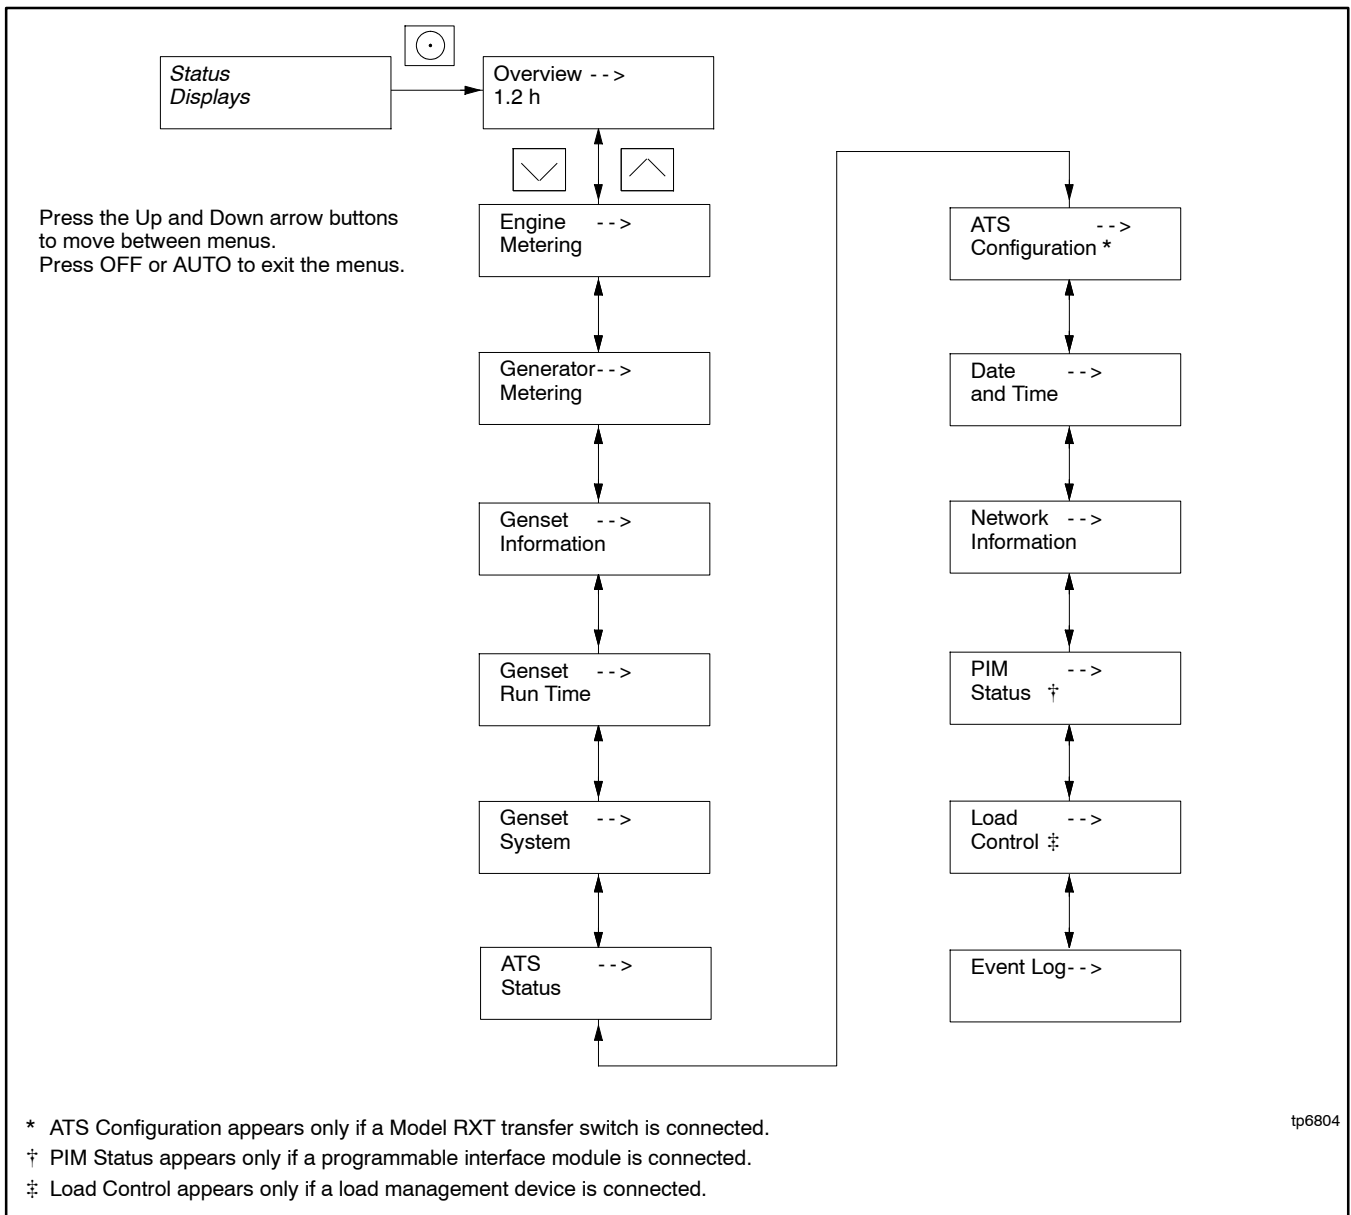 Status
Displays
Overview - - >
1.2 h
Press the Up and Down arrow buttons
to move between menus.
Press OFF or AUTO to exit the menus.
Engine - - >
Metering
Generator- - >
Metering
Genset - - >
Information
Genset - - >
Run Time
Genset - - >
System
ATS - - >
Status
ATS - - >
Configuration *
Date - - >
and Time
Network - - >
Information
PIM - - >
Status †
Load - - >
Control ‡
Event Log- - >
* ATS Configuration appears only if a Model RXT transfer switch is connected.
† PIM Status appears only if a programmable interface module is connected.
‡ Load Control appears only if a load management device is connected.
tp6804